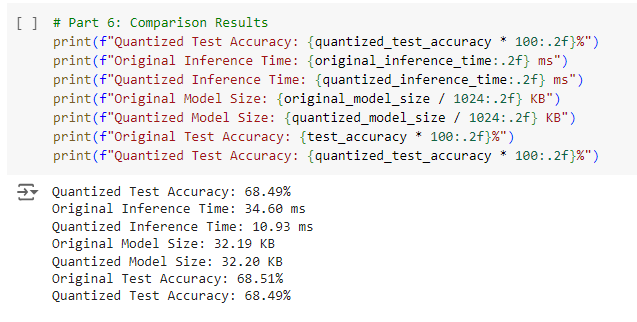 [ ] # Part 6: Comparison Results
print(f"Quantized Test Accuracy: {quantized_test_accuracy * 100:.2f}%")
print(f"Original Inference Time: {original_inference_time:.2f} ms")
print(f"Quantized Inference Time: {quantized_inference_time:.2f} ms")
print(f"Original Model Size: {original_model_size / 1024:.2f} KB")
print(f"Quantized Model Size: {quantized_model_size / 1024:.2f} KB")
print(f"Original Test Accuracy: {test_accuracy * 100:.2f}%")
print(f"Quantized Test Accuracy: {quantized_test_accuracy * 100:.2f}%")
Quantized Test Accuracy: 68.49%
Original Inference Time: 34.60 ms
Quantized Inference Time: 10.93 ms
Original Model Size: 32.19 KB
Quantized Model Size: 32.20 KB
Original Test Accuracy: 68.51%
Quantized Test Accuracy: 68.49%